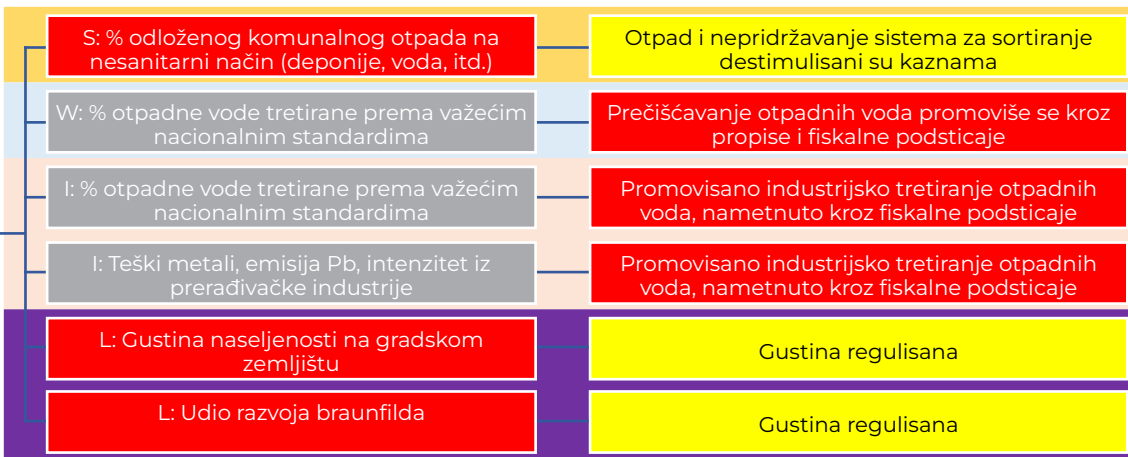 S: % odloženog komunalnog otpada na
nesanitarni način (deponije, voda, itd.)
Otpad i nepridržavanje sistema za sortiranje
destimulisani su kaznama
W: % otpadne vode tretirane prema važećim
nacionalnim standardima
Prečišćavanje otpadnih voda promoviše se kroz
propise i fiskalne podsticaje
I: % otpadne vode tretirane prema važećim
nacionalnim standardima
Promovisano industrijsko tretiranje otpadnih
voda, nametnuto kroz fiskalne podsticaje
I: Teški metali, emisija Pb, intenzitet iz
prerađivačke industrije
Promovisano industrijsko tretiranje otpadnih
voda, nametnuto kroz fiskalne podsticaje
L: Gustina naseljenosti na gradskom
zemljištu
Gustina regulisana
L: Udio razvoja braunfilda
Gustina regulisana